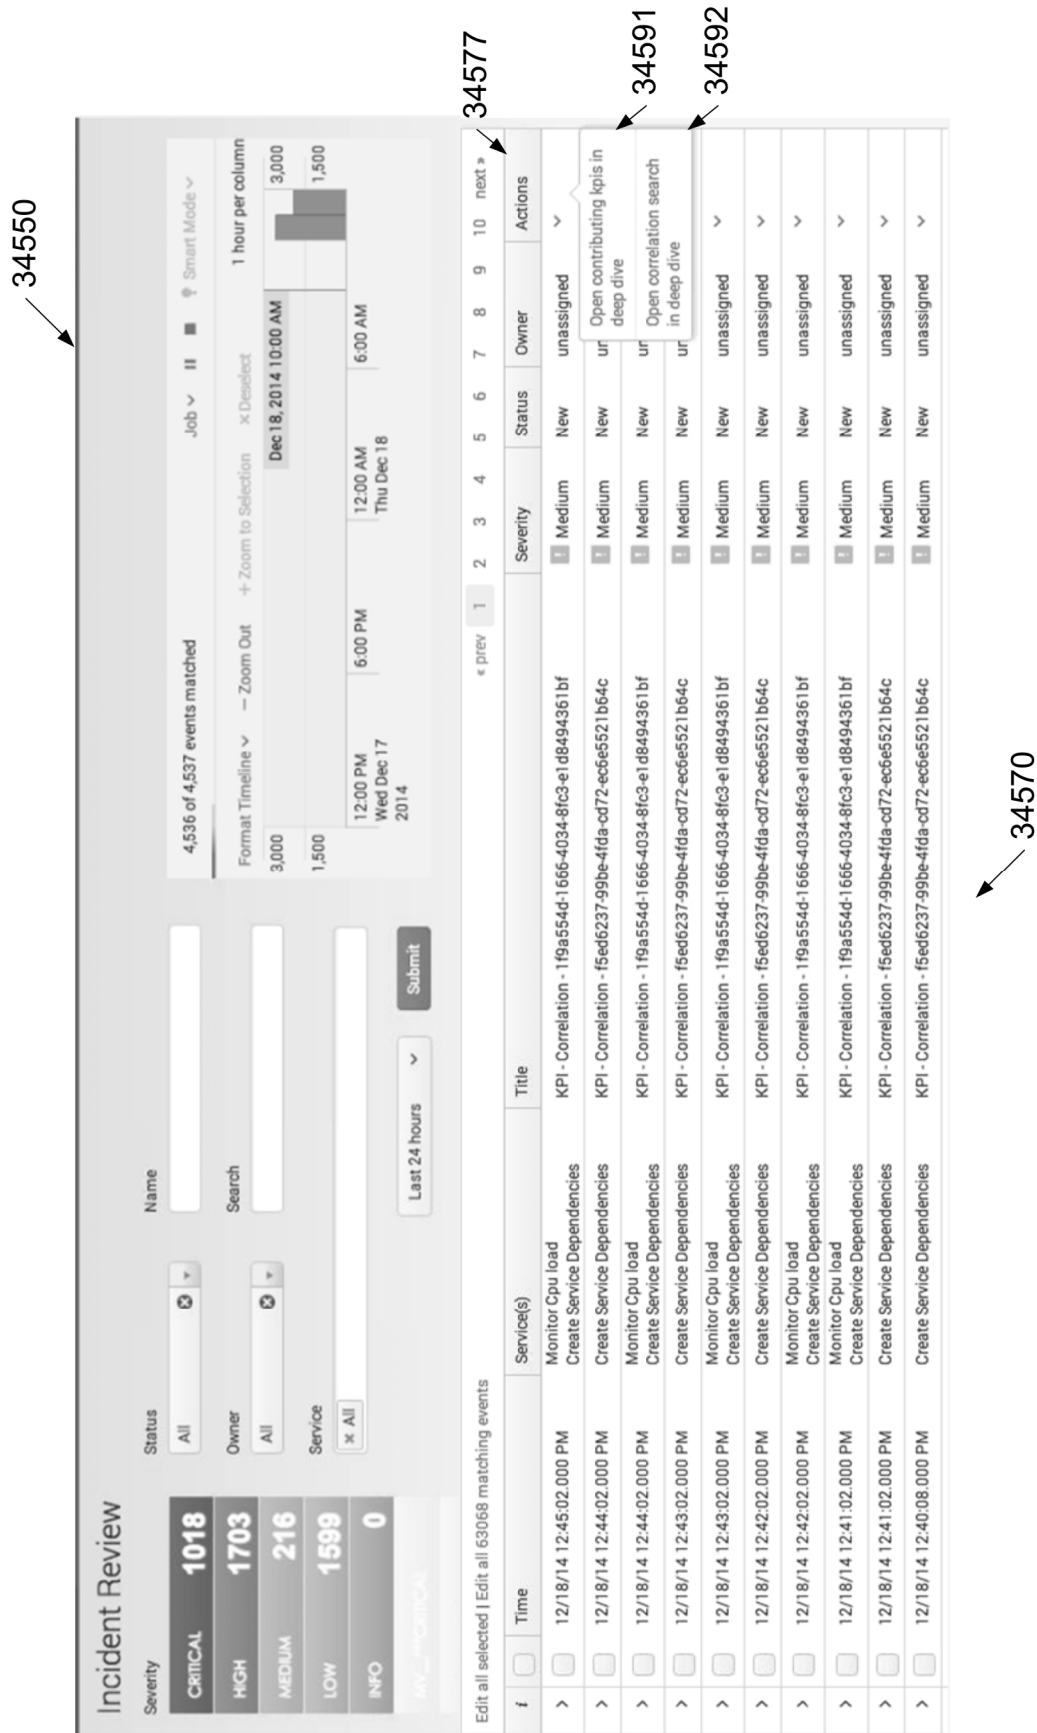 34550
Incident Review
Severity
CRITICAL 1018
HIGH 1703
MEDIUM 216
LOW 1599
INFO 0
Status
All
Name
Owner
All
Search
Service
× All
Last 24 hours
Submit
4,536 of 4,537 events matched
Job
Smart Mode
Format Timeline
— Zoom Out
+ Zoom to Selection
× Deselect
1 hour per column
3,000
Dec 18, 2014 10:00 AM
3,000
1,500
1,500
12:00 PM
Wed Dec 17
2014
6:00 PM
12:00 AM
Thu Dec 18
6:00 AM
Edit all selected | Edit all 63068 matching events
« prev 1 2 3 4 5 6 7 8 9 10 next »
34577
i Time Service(s) Title Severity Status Owner Actions
> 12/18/14 12:45:02.000 PM Monitor Cpu load KPI - Correlation - 1f9a554d-1666-4034-8fc3-e1d8494361bf Medium New unassigned
Create Service Dependencies
> 12/18/14 12:44:02.000 PM Create Service Dependencies KPI - Correlation - f5ed6237-99be-4fda-cd72-ec6e5521b64c Medium New ur
> 12/18/14 12:44:02.000 PM Monitor Cpu load KPI - Correlation - 1f9a554d-1666-4034-8fc3-e1d8494361bf Medium New ur
Create Service Dependencies
> 12/18/14 12:43:02.000 PM Create Service Dependencies KPI - Correlation - f5ed6237-99be-4fda-cd72-ec6e5521b64c Medium New ur
> 12/18/14 12:43:02.000 PM Monitor Cpu load KPI - Correlation - 1f9a554d-1666-4034-8fc3-e1d8494361bf Medium New unassigned
Create Service Dependencies
> 12/18/14 12:42:02.000 PM Create Service Dependencies KPI - Correlation - f5ed6237-99be-4fda-cd72-ec6e5521b64c Medium New unassigned
> 12/18/14 12:42:02.000 PM Monitor Cpu load KPI - Correlation - 1f9a554d-1666-4034-8fc3-e1d8494361bf Medium New unassigned
Create Service Dependencies
> 12/18/14 12:41:02.000 PM Monitor Cpu load KPI - Correlation - 1f9a554d-1666-4034-8fc3-e1d8494361bf Medium New unassigned
Create Service Dependencies
> 12/18/14 12:41:02.000 PM Create Service Dependencies KPI - Correlation - f5ed6237-99be-4fda-cd72-ec6e5521b64c Medium New unassigned
> 12/18/14 12:40:08.000 PM Create Service Dependencies KPI - Correlation - f5ed6237-99be-4fda-cd72-ec6e5521b64c Medium New unassigned
Open contributing kpis in
deep dive
Open correlation search
in deep dive
34591
34592
34570